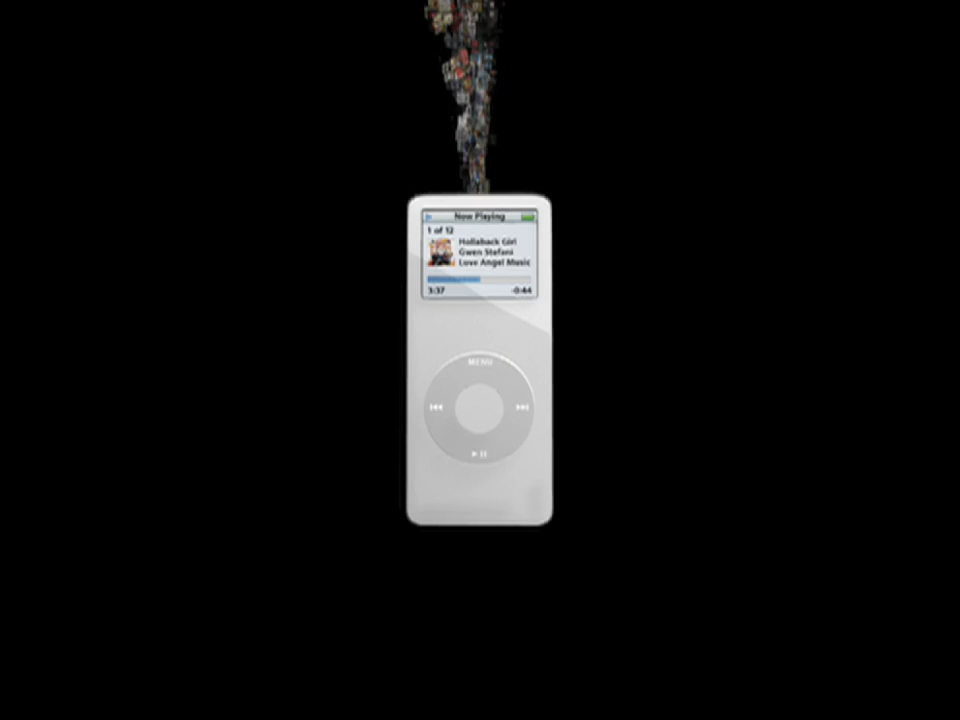 Now Playing
1 of 12
Hollaback Girl
Gwen Stefani
Love Angel Music
3:37 -0:44
MENU